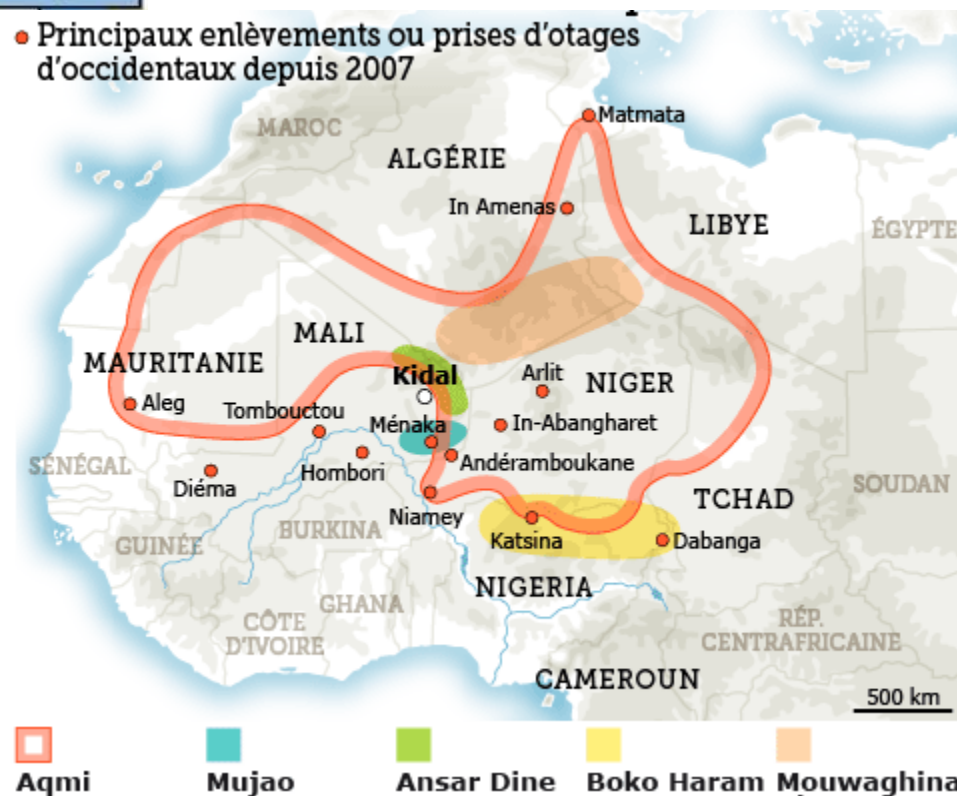 Principaux enlèvements ou prises d'otages
d'occidentaux depuis 2007
Matmata
MAROC
ALGÉRIE
In Amenas
LIBYE
ÉGYPTE
MALI
MAURITANIE
Kidal
Arlit
NIGER
Aleg
Tombouctou
Ménaka
In-Abangharet
SÉNÉGAL
Diéma
Hombori
Andéramboukane
TCHAD
SOUDAN
Niamey
BURKINA
GUINÉE
Katsina
Dabanga
NIGERIA
GHANA
CÔTE
D'IVOIRE
RÉP.
CENTRAFRICAINE
CAMEROUN
500 km
Aqmi
Mujao
Ansar Dine
Boko Haram
Mouwaghina